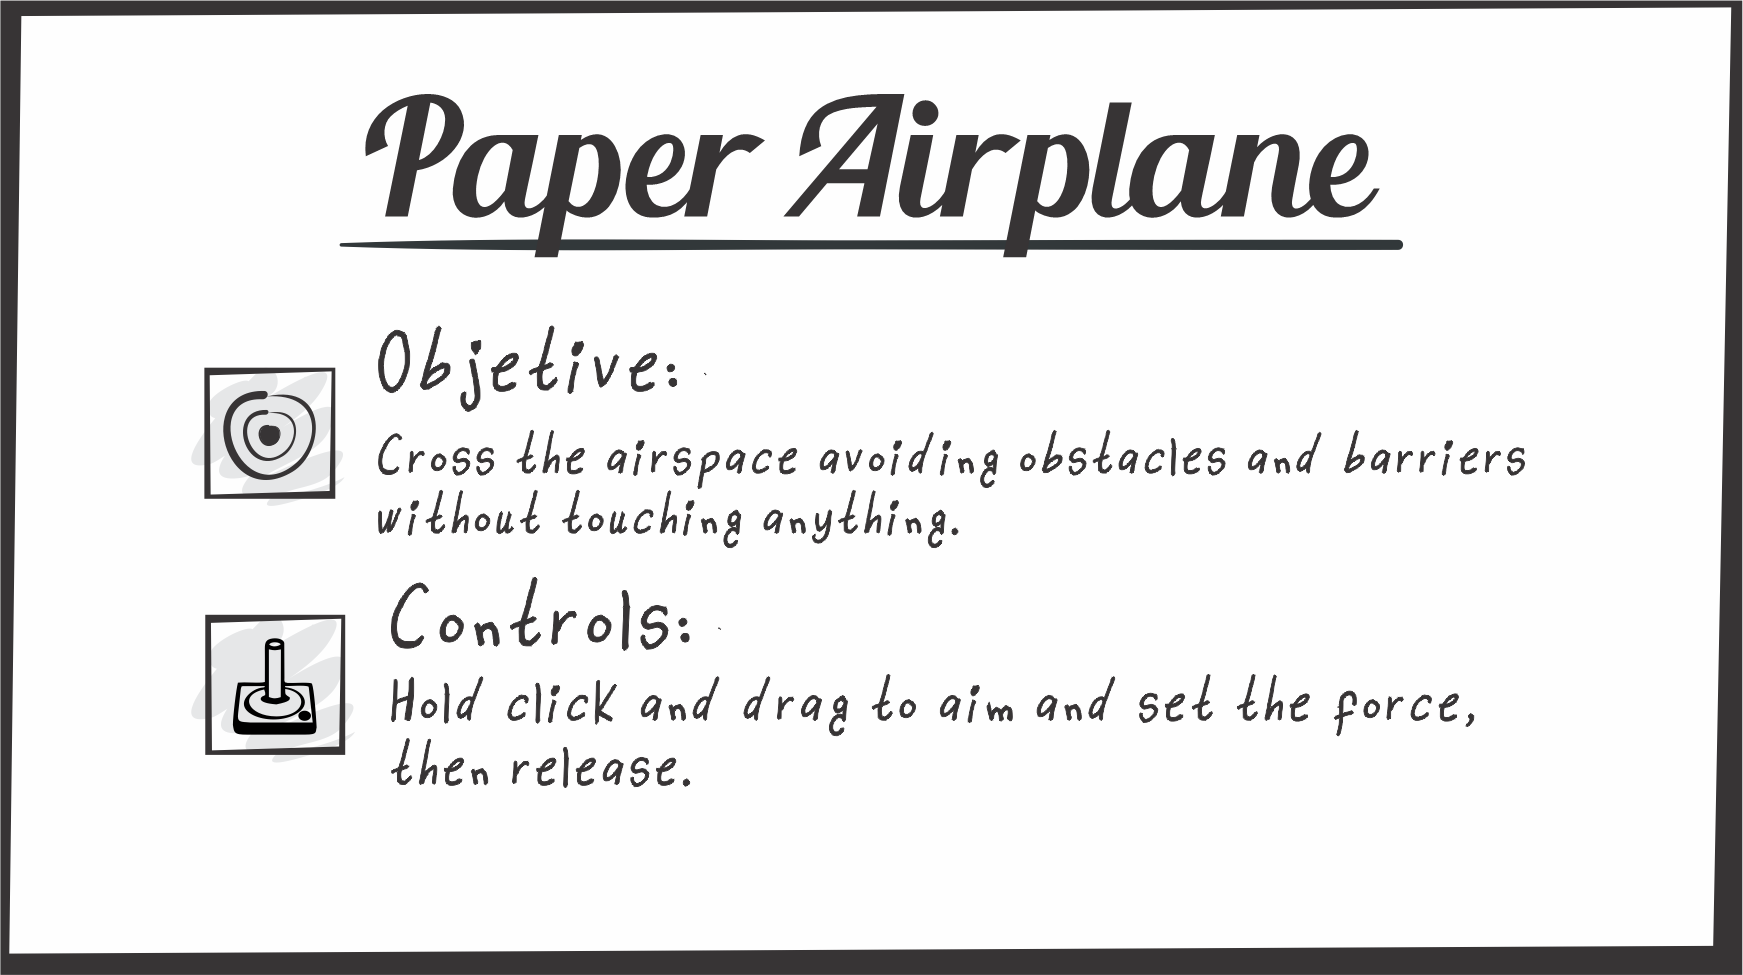 Paper Airplane
Objetive:
Cross the airspace avoiding obstacles and barriers
without touching anything.
Controls:
Hold click and drag to aim and set the force,
then release.